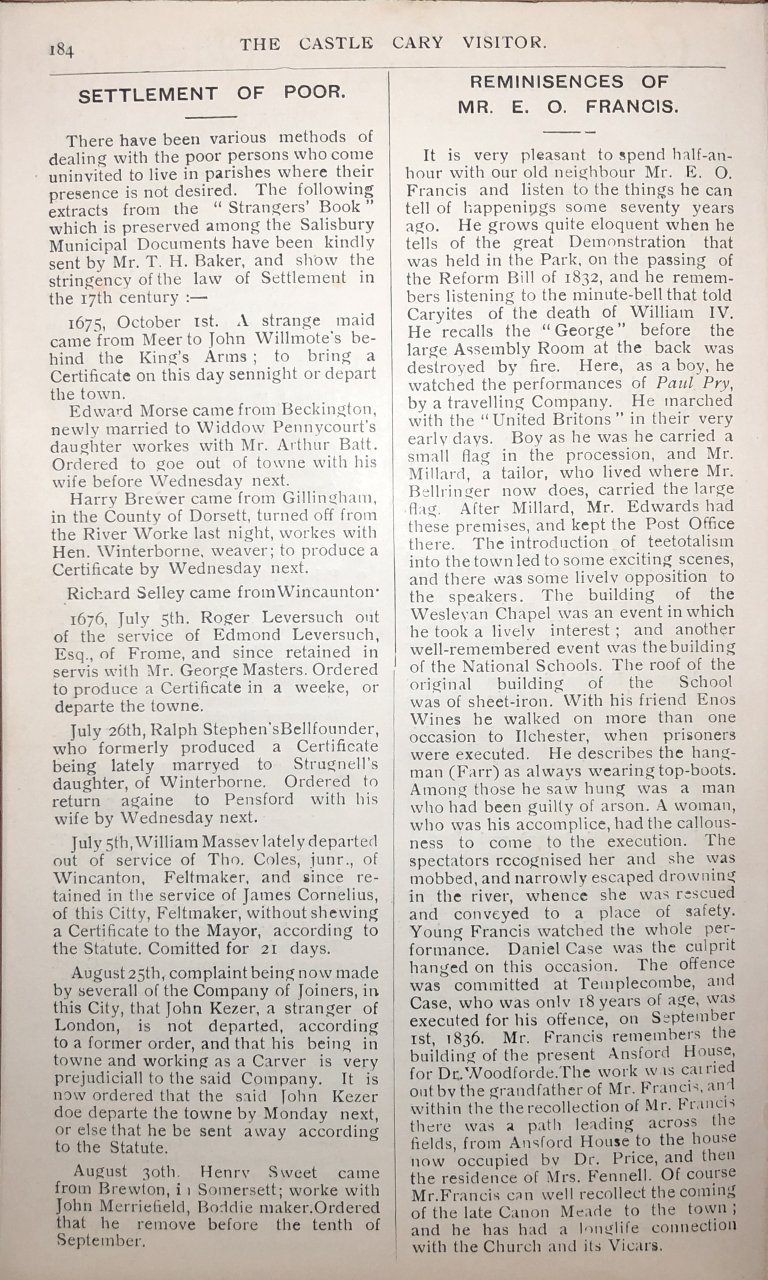 184
THE CASTLE CARY VISITOR.
SETTLEMENT OF POOR.
There have been various methods of
dealing with the poor persons who come
uninvited to live in parishes where their
presence is not desired. The following
extracts from the " Strangers' Book "
which is preserved among the Salisbury
Municipal Documents have been kindly
sent by Mr. T. H. Baker, and show the
stringency of the law of Settlement in
the 17th century :—
1675, October 1st. A strange maid
came from Meer to John Willmote's be-
hind the King's Arms ; to bring a
Certificate on this day sennight or depart
the town.
Edward Morse came from Beckington,
newly married to Widdow Pennycourt's
daughter workes with Mr. Arthur Batt.
Ordered to goe out of towne with his
wife before Wednesday next.
Harry Brewer came from Gillingham,
in the County of Dorsett, turned off from
the River Worke last night, workes with
Hen. Winterborne, weaver; to produce a
Certificate by Wednesday next.
Richard Selley came fromWincaunton·
1676, July 5th. Roger Leversuch out
of the service of Edmond Leversuch,
Esq., of Frome, and since retained in
servis with Mr. George Masters. Ordered
to produce a Certificate in a weeke, or
departe the towne.
July 26th, Ralph Stephen'sBellfounder,
who formerly produced a Certificate
being lately marryed to Strugnell's
daughter, of Winterborne. Ordered to
return againe to Pensford with his
wife by Wednesday next.
July 5th,William Massev lately departed
out of service of Tho. Coles, junr., of
Wincanton, Feltmaker, and since re-
tained in the service of James Cornelius,
of this Citty, Feltmaker, without shewing
a Certificate to the Mayor, according to
the Statute. Comitted for 21 days.
August 25th, complaint being now made
by severall of the Company of Joiners, in
this City, that John Kezer, a stranger of
London, is not departed, according
to a former order, and that his being in
towne and working as a Carver is very
prejudiciall to the said Company. It is
now ordered that the said John Kezer
doe departe the towne by Monday next,
or else that he be sent away according
to the Statute.
August 30th. Henrv Sweet came
from Brewton, i ı Somersett; worke with
John Merriefield, Boddie maker.Ordered
that he remove before the tenth of
September.
REMINISENCES OF
MR. E. O. FRANCIS.
It is very pleasant to spend half-an-
hour with our old neighbour Mr. E. O.
Francis and listen to the things he can
tell of happenings some seventy years
ago. He grows quite eloquent when he
tells of the great Demonstration that
was held in the Park, on the passing of
the Reform Bill of 1832, and he remem-
bers listening to the minute-bell that told
Caryites of the death of William IV.
He recalls the " George " before the
large Assembly Room at the back was
destroyed by fire. Here, as a boy, he
watched the performances of Paul Pry,
by a travelling Company. He marched
with the " United Britons " in their very
early days. Boy as he was he carried a
small flag in the procession, and Mr.
Millard, a tailor, who lived where Mr.
Bellringer now does, carried the large
flag. After Millard, Mr. Edwards had
these premises, and kept the Post Office
there. The introduction of teetotalism
into the town led to some exciting scenes,
and there was some livelv opposition to
the speakers. The building of the
Wesleyan Chapel was an event in which
he took a livelv interest ; and another
well-remembered event was the building
of the National Schools. The roof of the
original building of the School
was of sheet-iron. With his friend Enos
Wines he walked on more than one
occasion to Ilchester, when prisoners
were executed. He describes the hang-
man (Farr) as always wearing top-boots.
Among those he saw hung was a man
who had been guilty of arson. A woman,
who was his accomplice, had the callous-
ness to come to the execution. The
spectators rccognised her and she was
mobbed, and narrowly escaped drowning
in the river, whence she was rescued
and conveyed to a place of safety.
Young Francis watched the whole per-
formance. Daniel Case was the culprit
hanged on this occasion. The offence
was committed at Templecombe, and
Case, who was onlv 18 years of age, was
executed for his offence, on September
1st, 1836. Mr. Francis remembers the
building of the present Ansford House,
for Dr. Woodforde.The work was carried
out bv the grandfather of Mr. Francis, and
within the the recollection of Mr. Francis
there was a path leading across the
fields, from Ansford House to the house
now occupied bv Dr. Price, and then
the residence of Mrs. Fennell. Of course
Mr.Francis can well recollect the coming
of the late Canon Meade to the town ;
and he has had a longlife connection
with the Church and its Vicars.